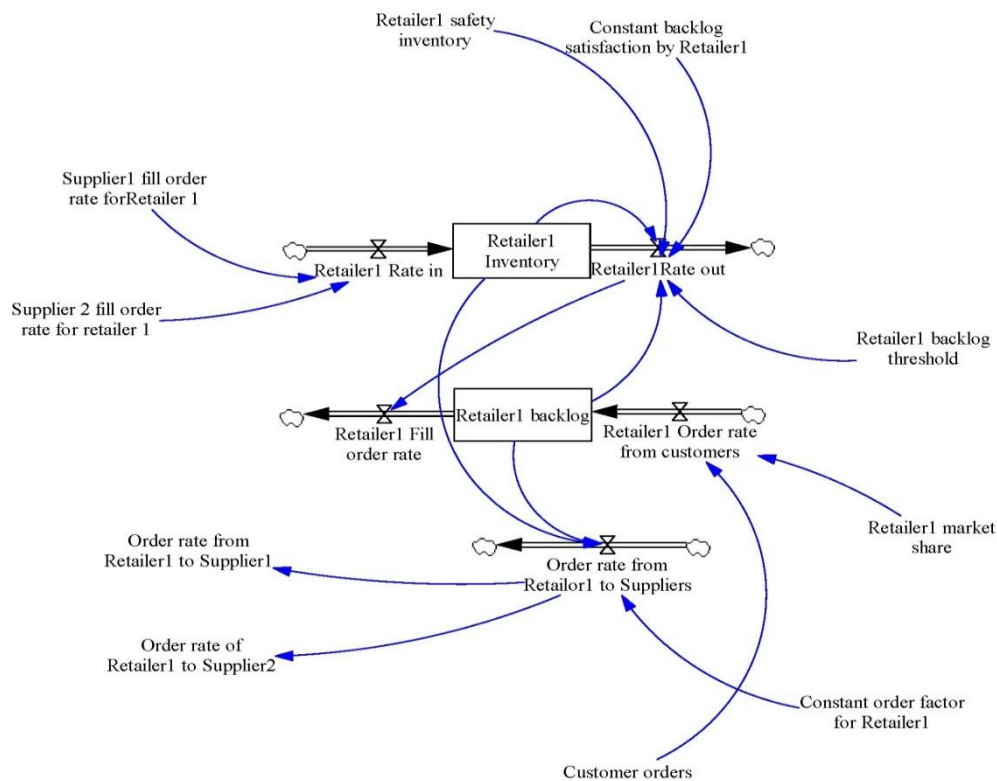 Retailer1 safety
inventory
Constant backlog
satisfaction by Retailer1
Supplier1 fill order
rate forRetailer 1
Retailer1
Inventory
Retailer1 Rate in
Retailer1Rate out
Supplier 2 fill order
rate for retailer 1
Retailer1 backlog
threshold
Retailer1 backlog
Retailer1 Fill
order rate
Retailer1 Order rate
from customers
Retailer1 market
share
Order rate from
Retailer1 to Supplier1
Order rate from
Retailor1 to Suppliers
Order rate of
Retailer1 to Supplier2
Constant order factor
for Retailer1
Customer orders